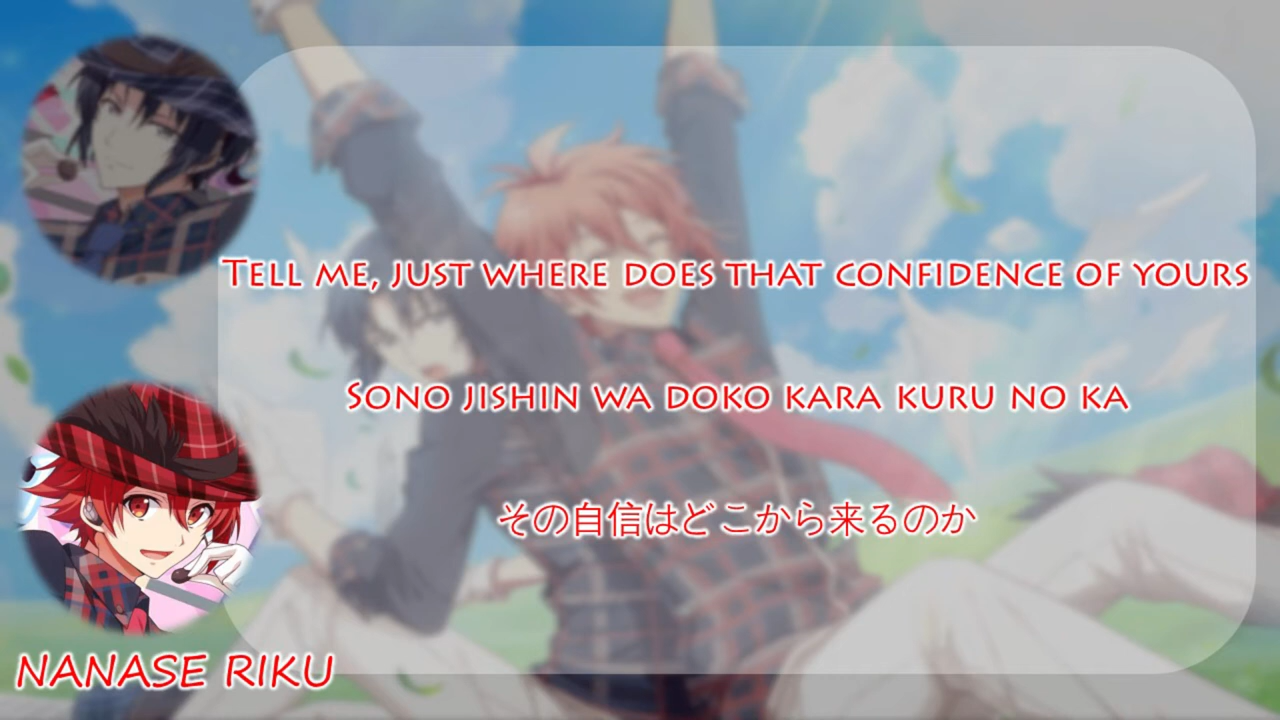 Tell me, just where does that confidence of yours
Sono jishin wa doko kara kuru no ka
その自信はどこから来るのか
NANASE RIKU